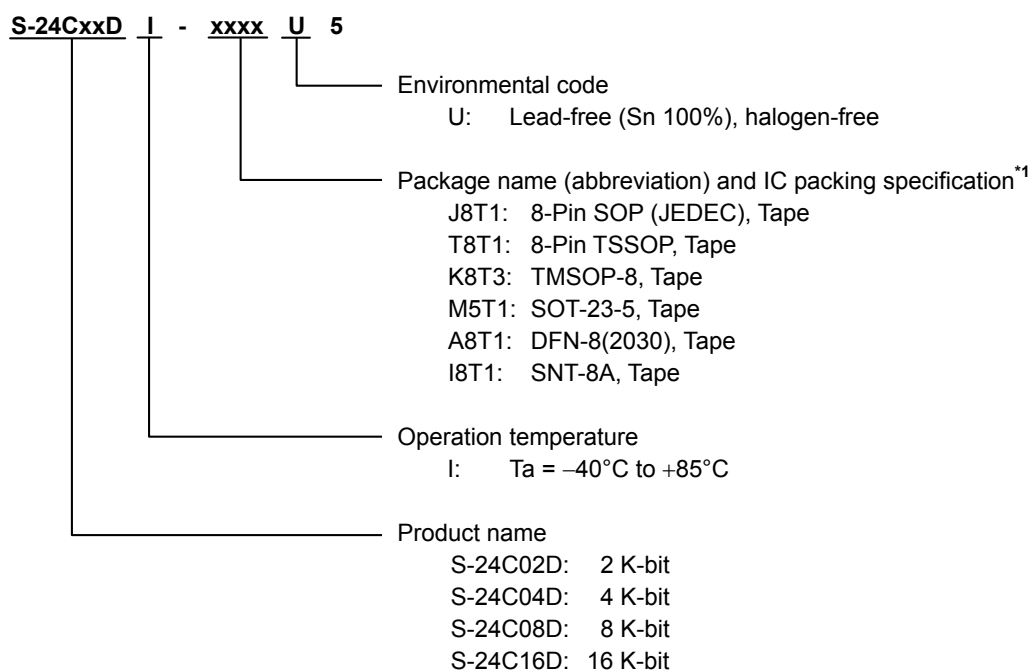 S-24CxxD I - xxxx U 5
Environmental code
U: Lead-free (Sn 100%), halogen-free
Package name (abbreviation) and IC packing specification*1
J8T1: 8-Pin SOP (JEDEC), Tape
T8T1: 8-Pin TSSOP, Tape
K8T3: TMSOP-8, Tape
M5T1: SOT-23-5, Tape
A8T1: DFN-8(2030), Tape
I8T1: SNT-8A, Tape
Operation temperature
I: Ta = −40°C to +85°C
Product name
S-24C02D: 2 K-bit
S-24C04D: 4 K-bit
S-24C08D: 8 K-bit
S-24C16D: 16 K-bit